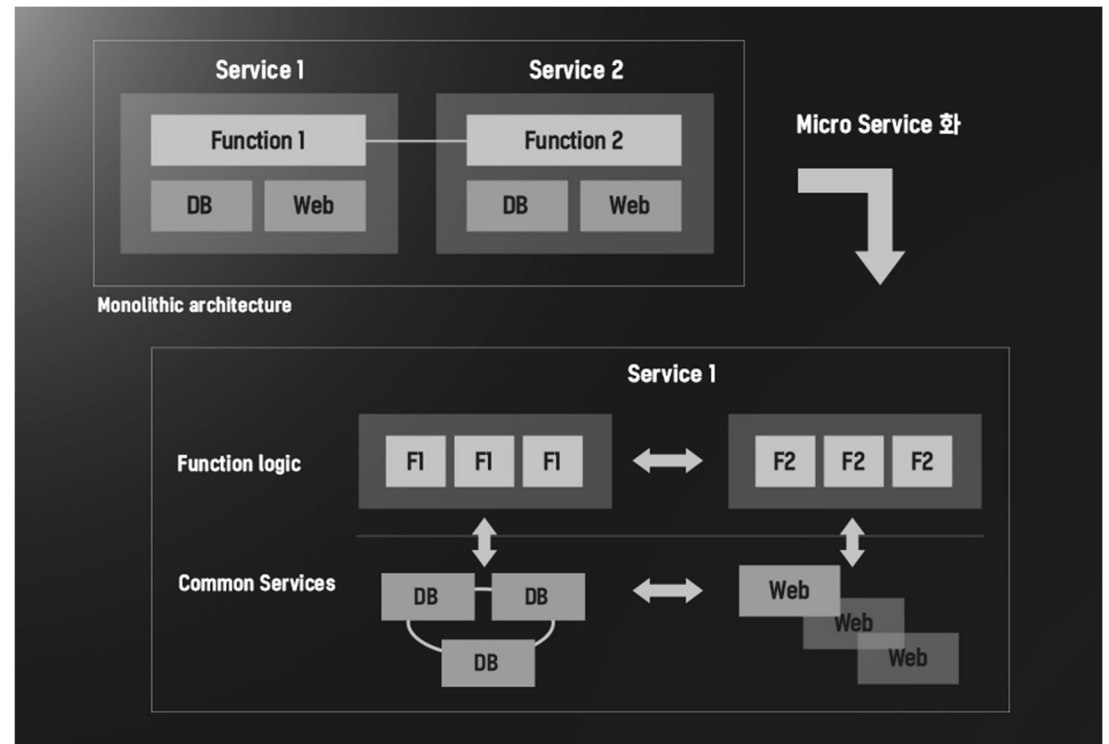 Service 1
Service 2
Function 1
Function 2
DB
Web
DB
Web
Micro Service 화
Monolithic architecture
Service 1
Function logic
F1
F1
F1
F2
F2
F2
Common Services
DB
DB
DB
Web
Web
Web